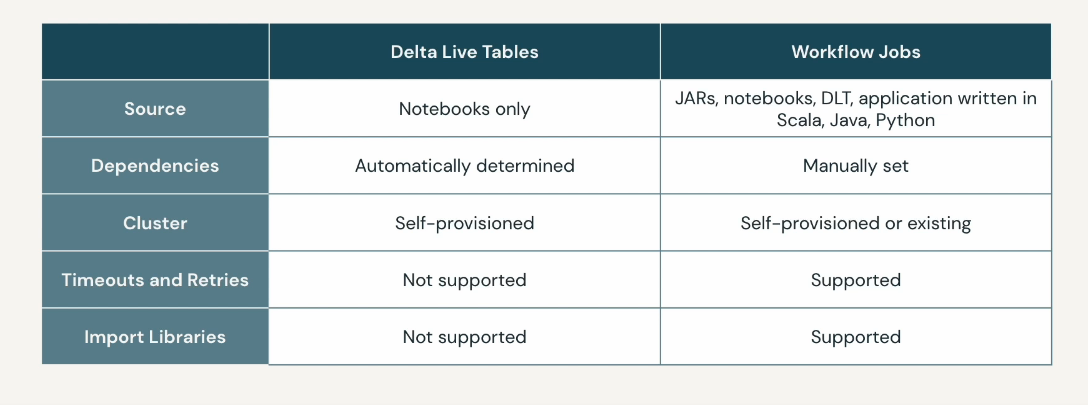 Delta Live Tables
Workflow Jobs
Source
Notebooks only
JARs, notebooks, DLT, application written in
Scala, Java, Python
Dependencies
Automatically determined
Manually set
Cluster
Self-provisioned
Self-provisioned or existing
Timeouts and Retries
Not supported
Supported
Import Libraries
Not supported
Supported